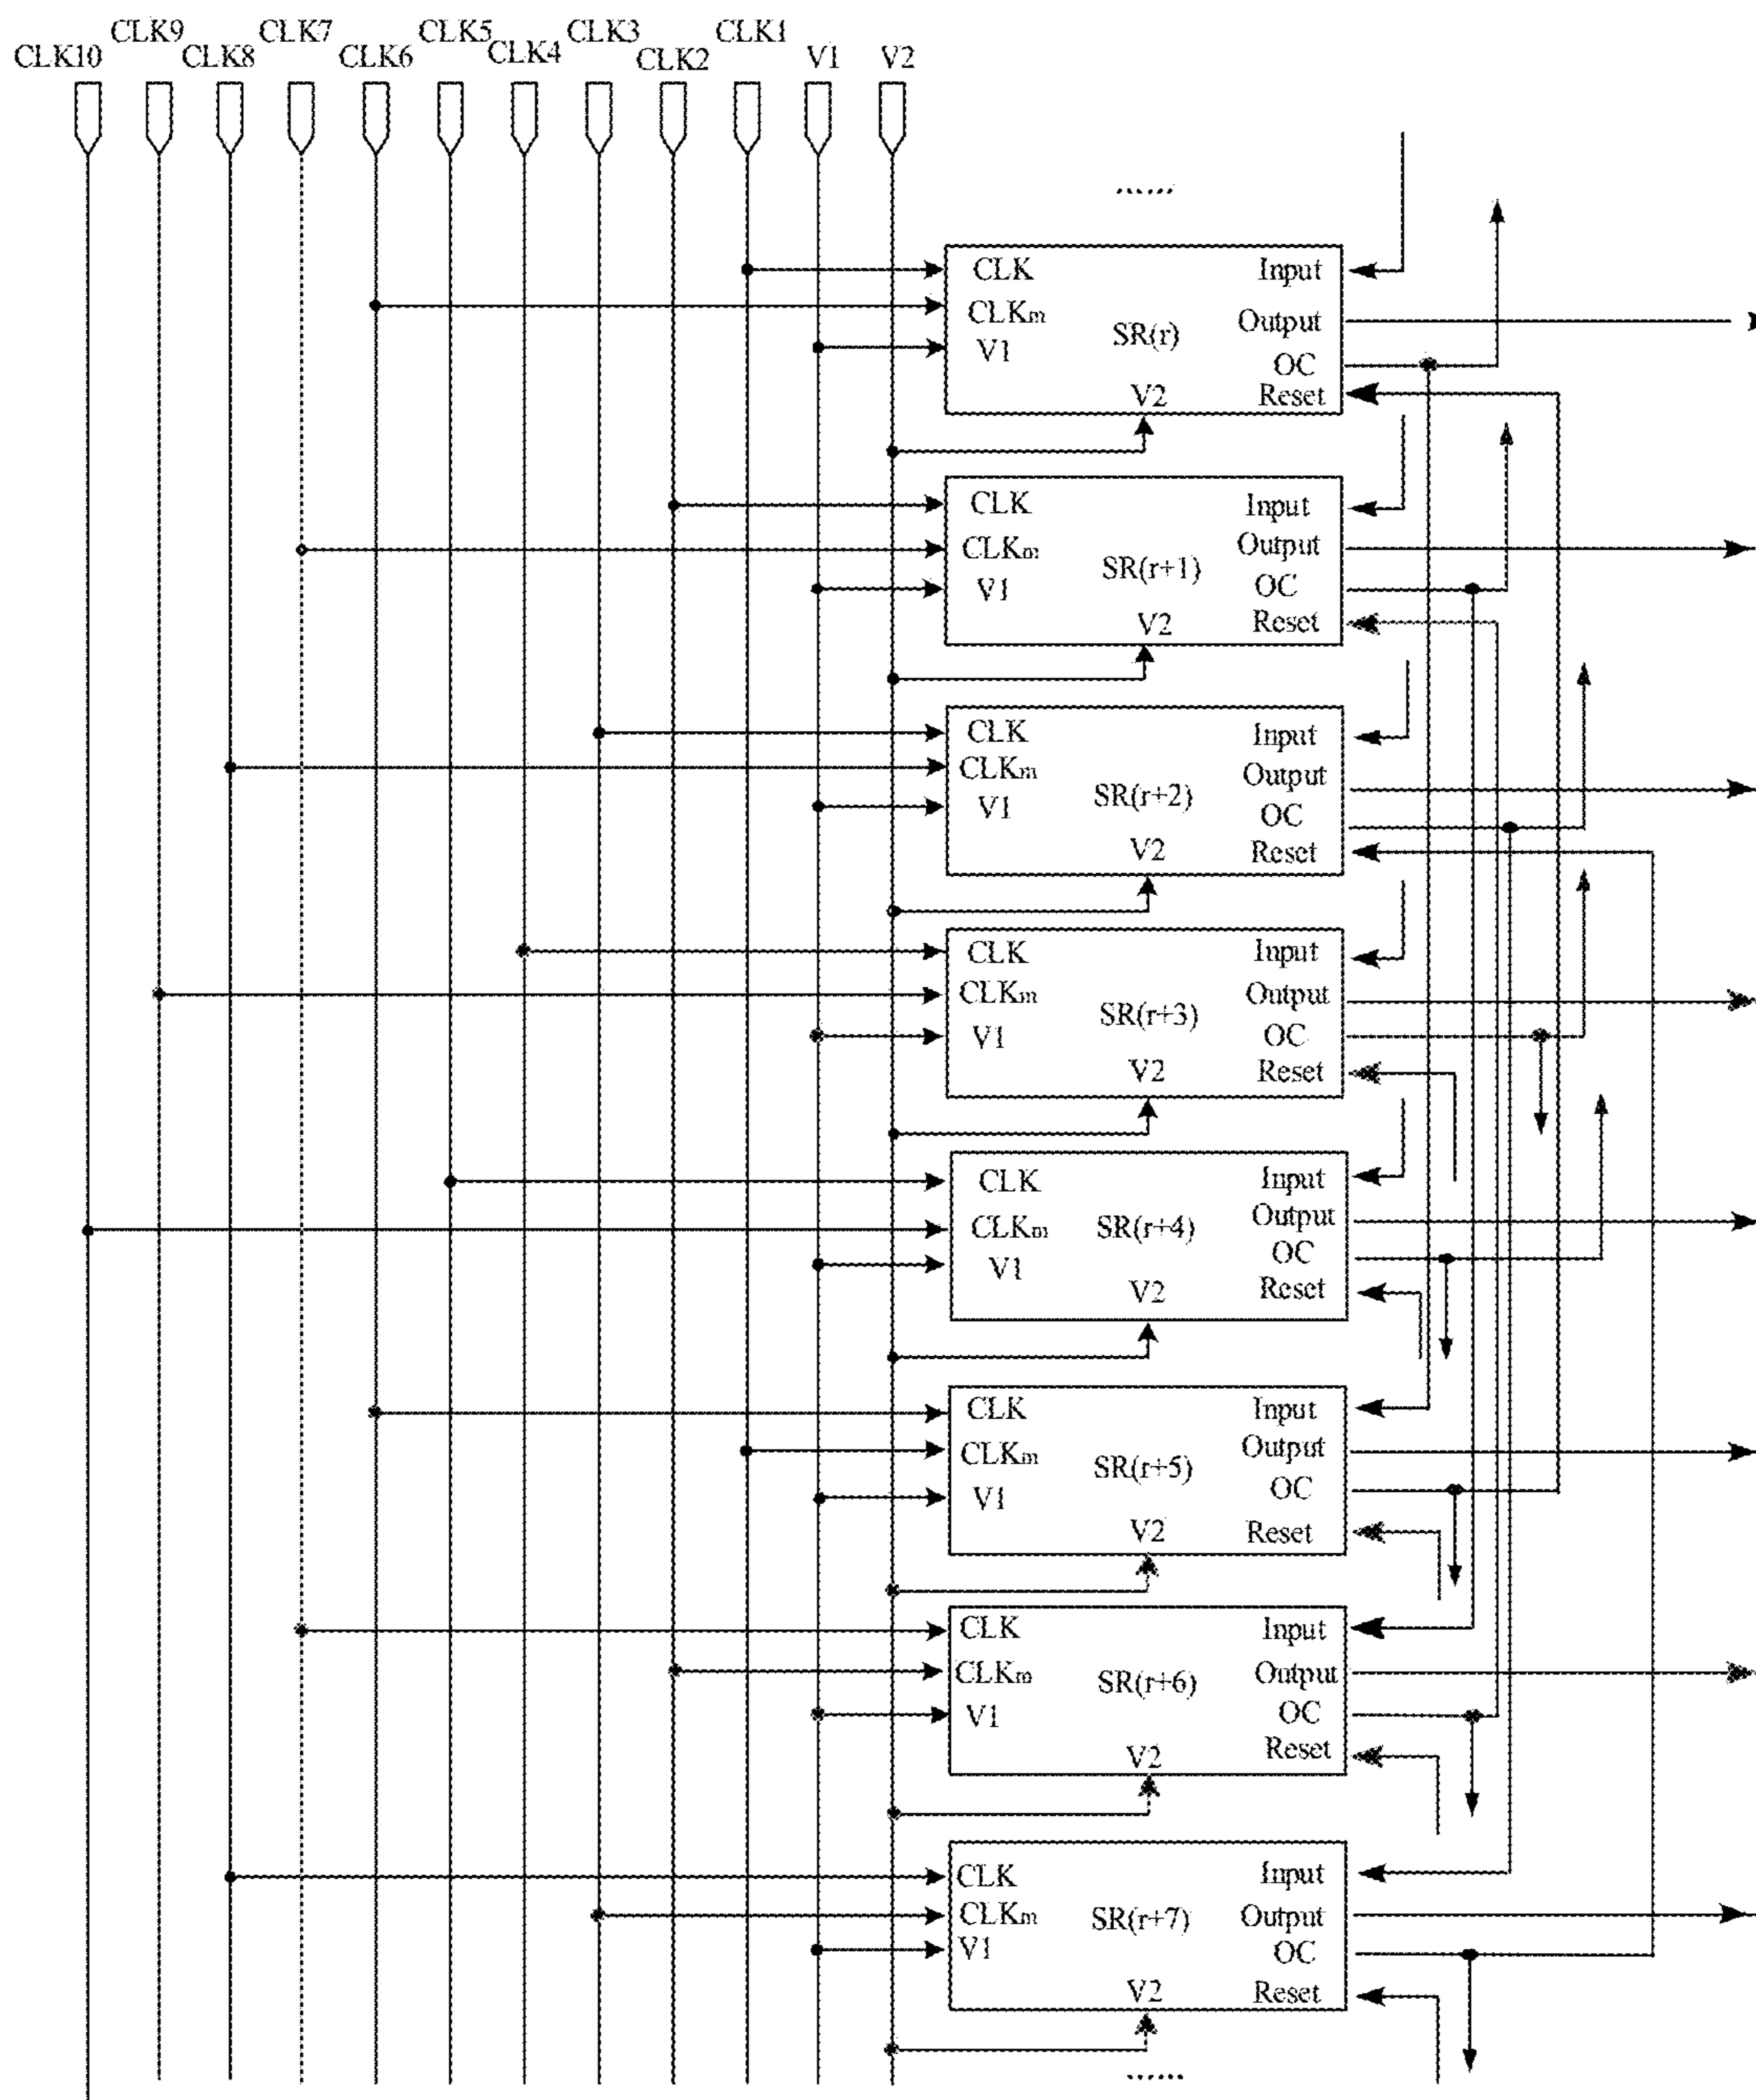 CLK10 CLK9 CLK8 CLK7 CLK6 CLK5 CLK4 CLK3 CLK2 CLK1 V1 V2
......
CLK Input
CLKm SR(r) Output
V1 OC
V2 Reset
CLK Input
CLKm SR(r+1) Output
V1 OC
V2 Reset
CLK Input
CLKm SR(r+2) Output
V1 OC
V2 Reset
CLK Input
CLKm SR(r+3) Output
V1 OC
V2 Reset
CLK Input
CLKm SR(r+4) Output
V1 OC
V2 Reset
CLK Input
CLKm SR(r+5) Output
V1 OC
V2 Reset
CLK Input
CLKm SR(r+6) Output
V1 OC
V2 Reset
CLK Input
CLKm SR(r+7) Output
V1 OC
V2 Reset
......